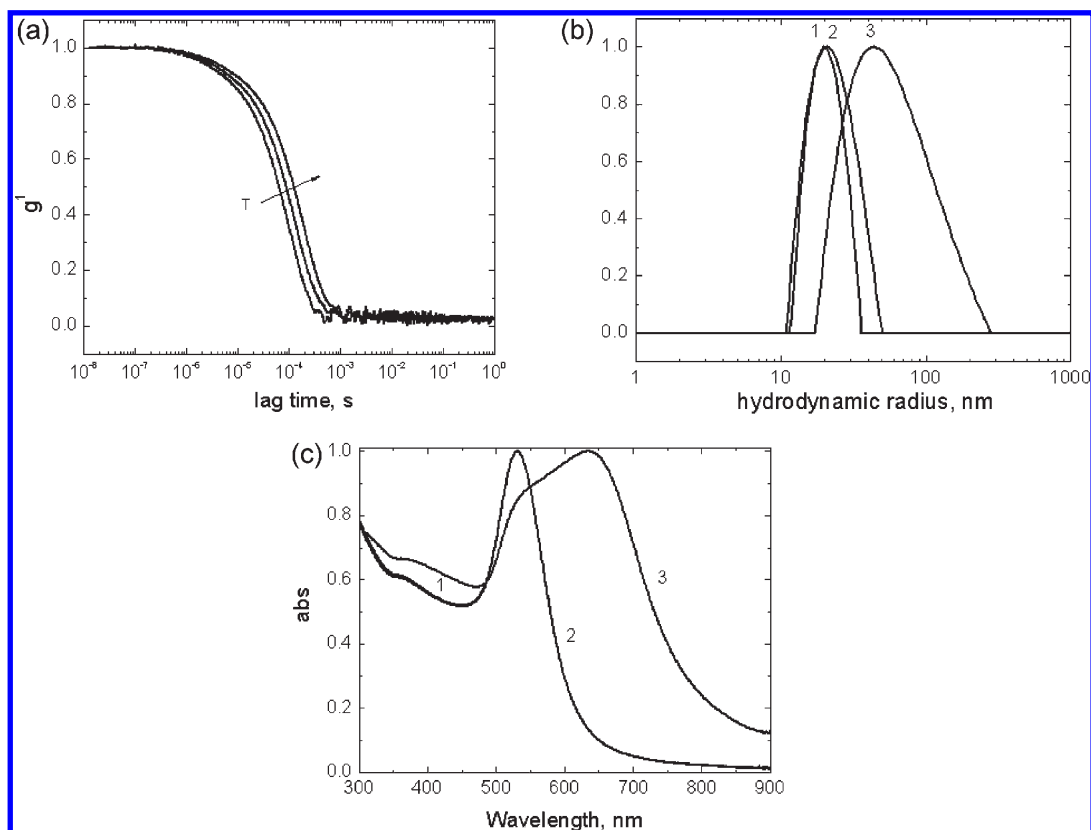 (a)
1.0
0.8
0.6
0.4
0.2
0.0
g¹
T
10⁻⁸ 10⁻⁷ 10⁻⁶ 10⁻⁵ 10⁻⁴ 10⁻³ 10⁻² 10⁻¹ 10⁰
lag time, s
(b)
1 2 3
1.0
0.8
0.6
0.4
0.2
0.0
1 10 100 1000
hydrodynamic radius, nm
(c)
1.0
0.8
0.6
0.4
0.2
0.0
abs
1
2
3
300 400 500 600 700 800 900
Wavelength, nm